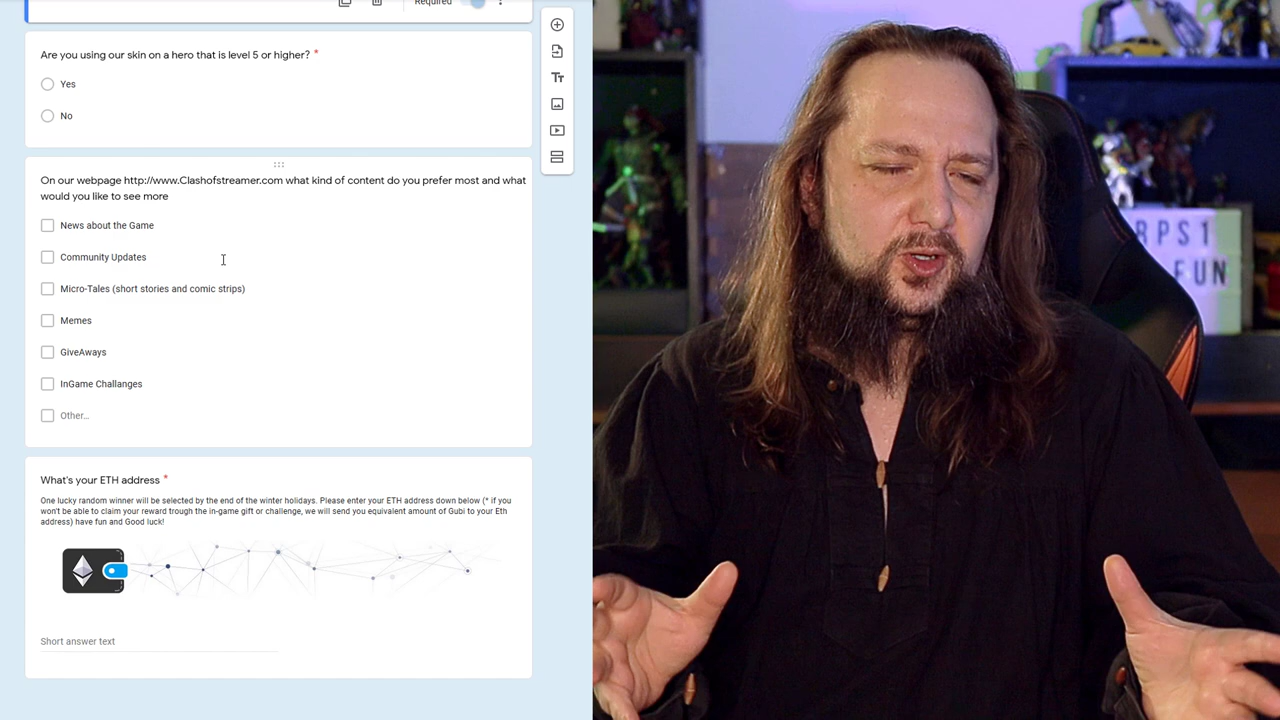 Required
Are you using our skin on a hero that is level 5 or higher? *
Yes
No
On our webpage http://www.Clashofstreamer.com what kind of content do you prefer most and what
would you like to see more
News about the Game
Community Updates
Micro-Tales (short stories and comic strips)
Memes
GiveAways
InGame Challanges
Other...
What's your ETH address *
One lucky random winner will be selected by the end of the winter holidays. Please enter your ETH address down below (* if you
won't be able to claim your reward trough the in-game gift or challenge, we will send you equivalent amount of Gubi to your Eth
address) have fun and Good luck!
Short answer text
Tт
RPS1
FUN